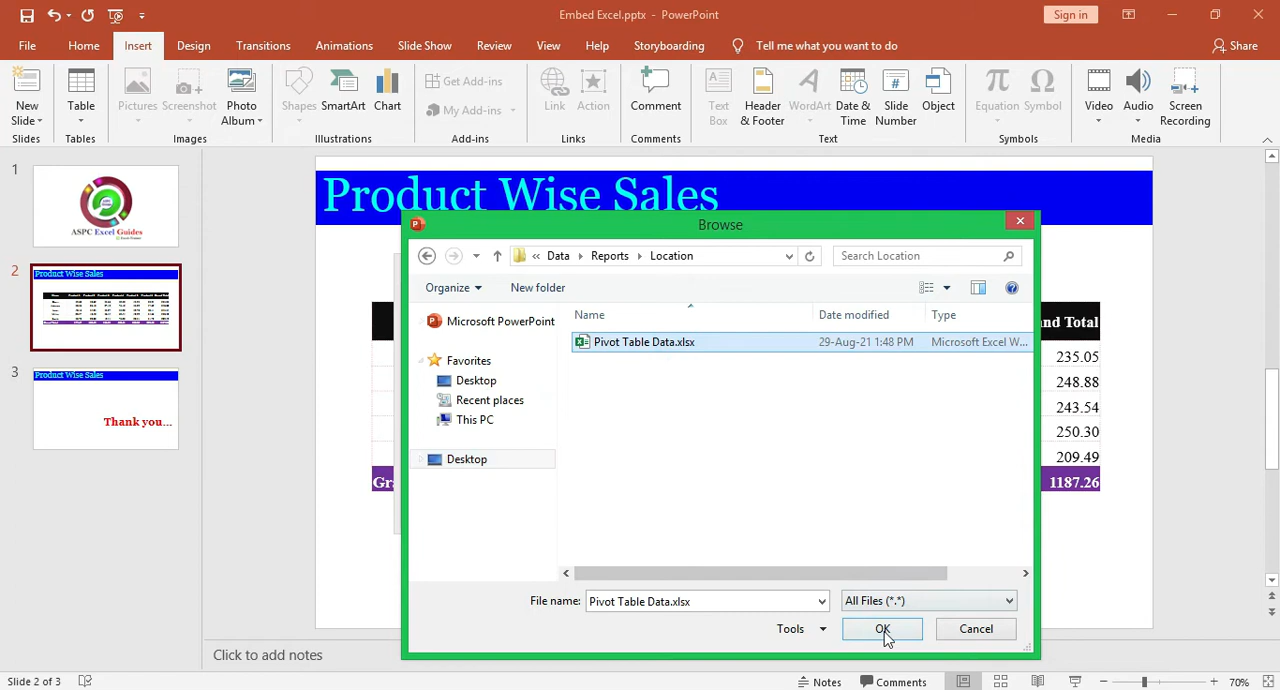 Embed Excel.pptx - PowerPoint
Sign in
File Home Insert Design Transitions Animations Slide Show Review View Help Storyboarding Tell me what you want to do Share
New Slide Table Pictures Screenshot Photo Album Shapes SmartArt Chart Get Add-ins My Add-ins Link Action Comment Text Box Header & Footer WordArt Date & Time Slide Number Object Equation Symbol Video Audio Screen Recording
Slides Tables Images Illustrations Add-ins Links Comments Text Symbols Media
1
ASPC Excel Guides
2
Product Wise Sales
3
Product Wise Sales
Thank you...
Product Wise Sales
nd Total
235.05
248.88
243.54
250.30
209.49
Gr
1187.26
Browse
« Data Reports Location
Search Location
Organize New folder
Microsoft PowerPoint
Favorites
Desktop
Recent places
This PC
Desktop
Name Date modified Type
Pivot Table Data.xlsx 29-Aug-21 1:48 PM Microsoft Excel W...
File name: Pivot Table Data.xlsx All Files (*.*)
Tools OK Cancel
Click to add notes
Slide 2 of 3 Notes Comments 70%